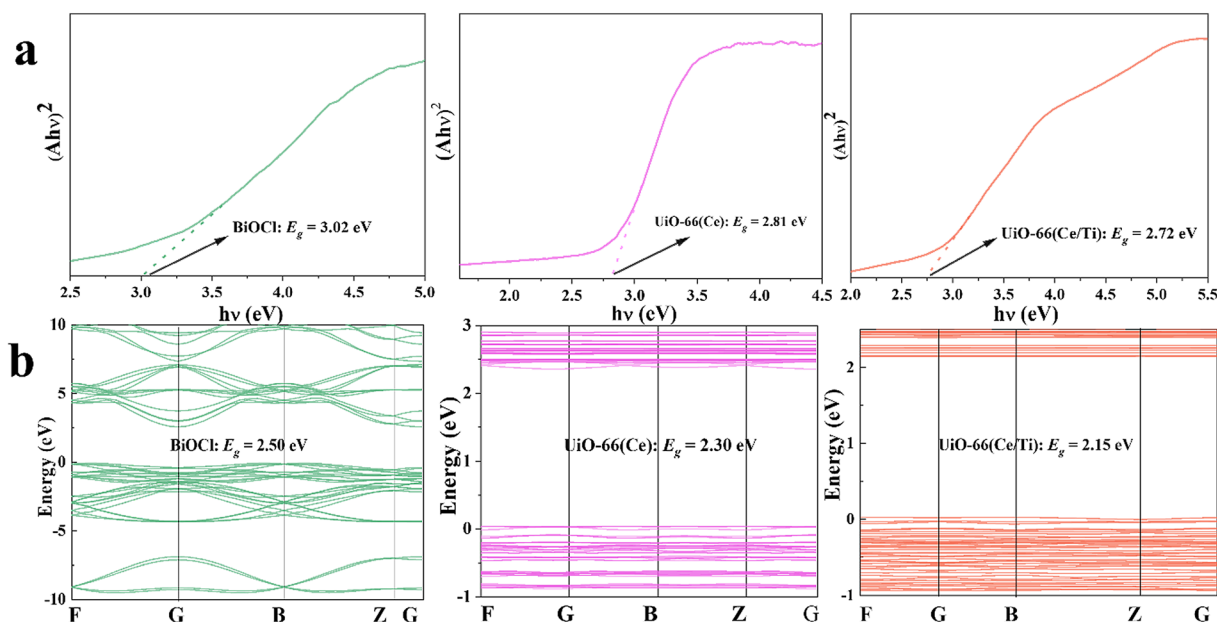 a
(Ahν)²
BiOCl: Eg = 3.02 eV
2.5 3.0 3.5 4.0 4.5 5.0
hν (eV)
(Ahν)²
UiO-66(Ce): Eg = 2.81 eV
2.0 2.5 3.0 3.5 4.0 4.5
hν (eV)
(Ahν)²
UiO-66(Ce/Ti): Eg = 2.72 eV
2.0 2.5 3.0 3.5 4.0 4.5 5.0 5.5
hν (eV)
b
Energy (eV)
10
5
0
-5
-10
BiOCl: Eg = 2.50 eV
F G B Z G
Energy (eV)
3
2
1
0
-1
UiO-66(Ce): Eg = 2.30 eV
F G B Z G
Energy (eV)
2
1
0
-1
UiO-66(Ce/Ti): Eg = 2.15 eV
F G B Z G